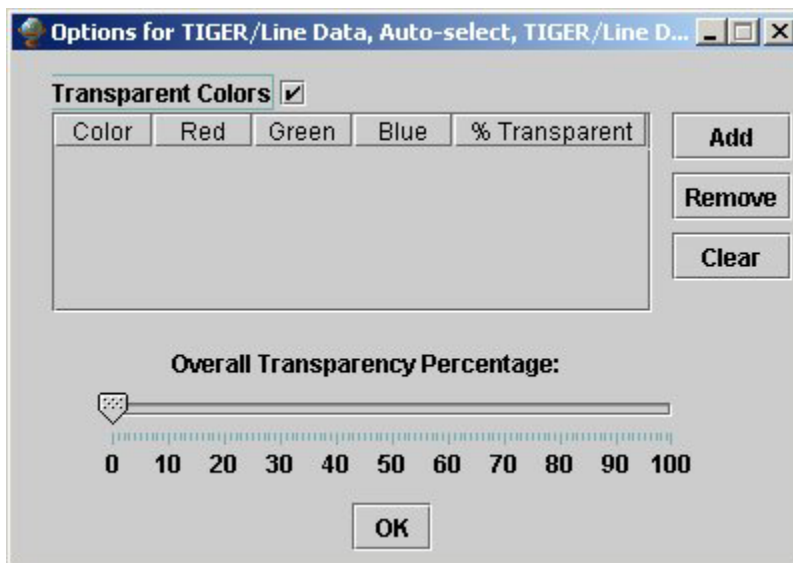 Options for TIGER/Line Data, Auto-select, TIGER/Line D...
Transparent Colors
Color Red Green Blue % Transparent
Add
Remove
Clear
Overall Transparency Percentage:
0 10 20 30 40 50 60 70 80 90 100
OK